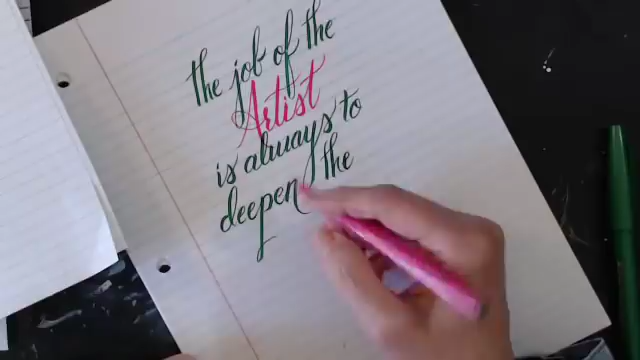 the job of the
Artist
is always to
deepen the